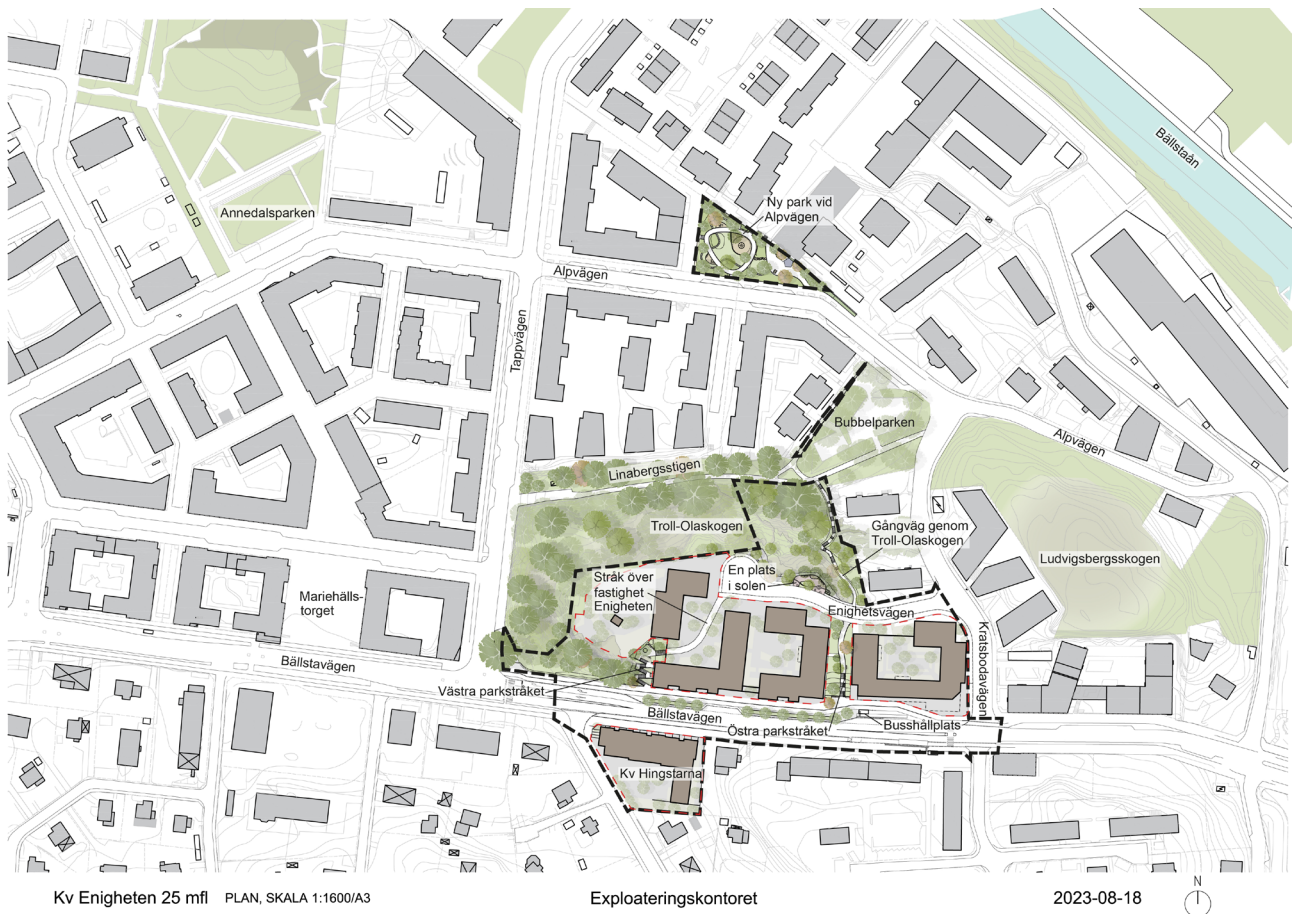 Bällstaån
Ny park vid
Alpvägen
Annedalsparken
Alpvägen
Tappvägen
Bubbelparken
Alpvägen
Linabergsstigen
Troll-Olaskogen
Gångväg genom
Troll-Olaskogen
Ludvigsbergsskogen
En plats
i solen
Stråk över
fastighet
Enigheten
Mariehälls-
torget
Enighetsvägen
Kratsbodavägen
Bällstavägen
Västra parkstråket
Bällstavägen
Östra parkstråket
Busshållplats
Kv Hingstarna
Kv Enigheten 25 mfl PLAN, SKALA 1:1600/A3
Exploateringskontoret
2023-08-18
N